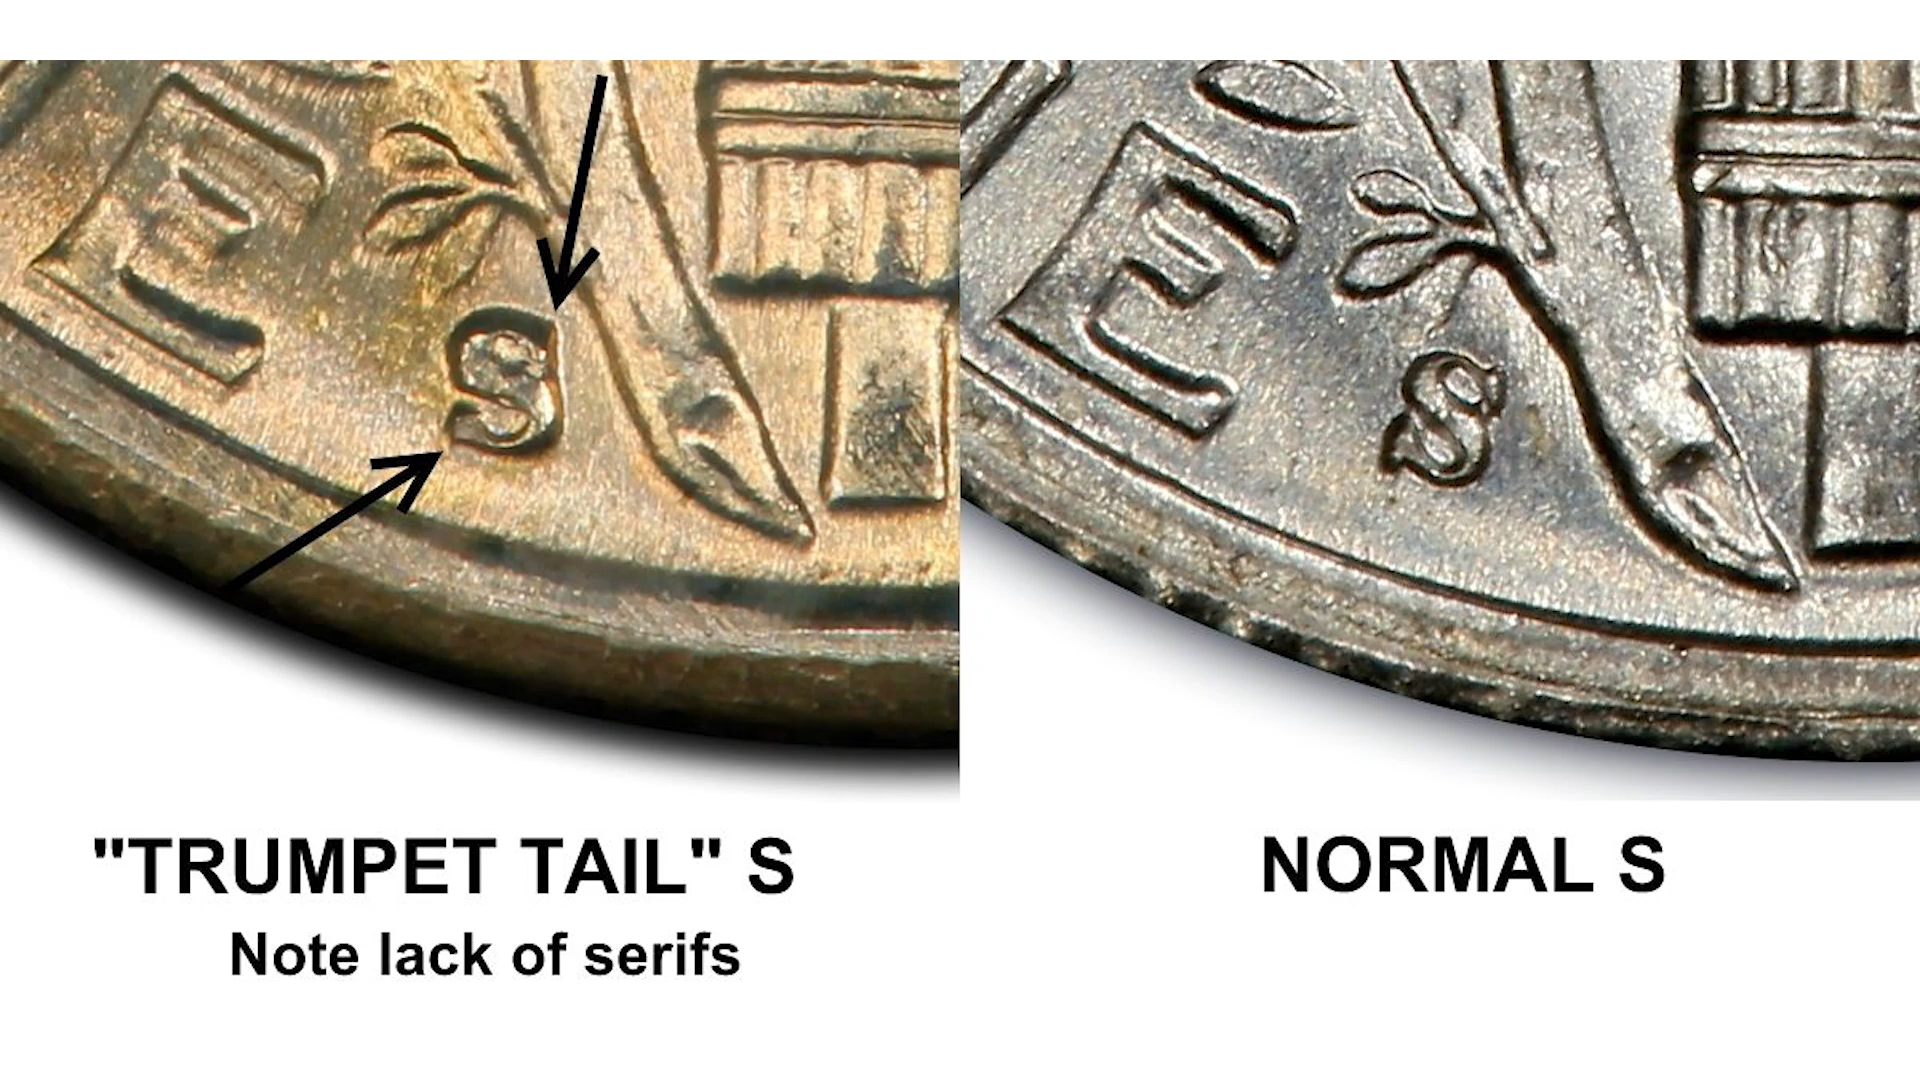 E
S
E
S
"TRUMPET TAIL" S
Note lack of serifs
NORMAL S